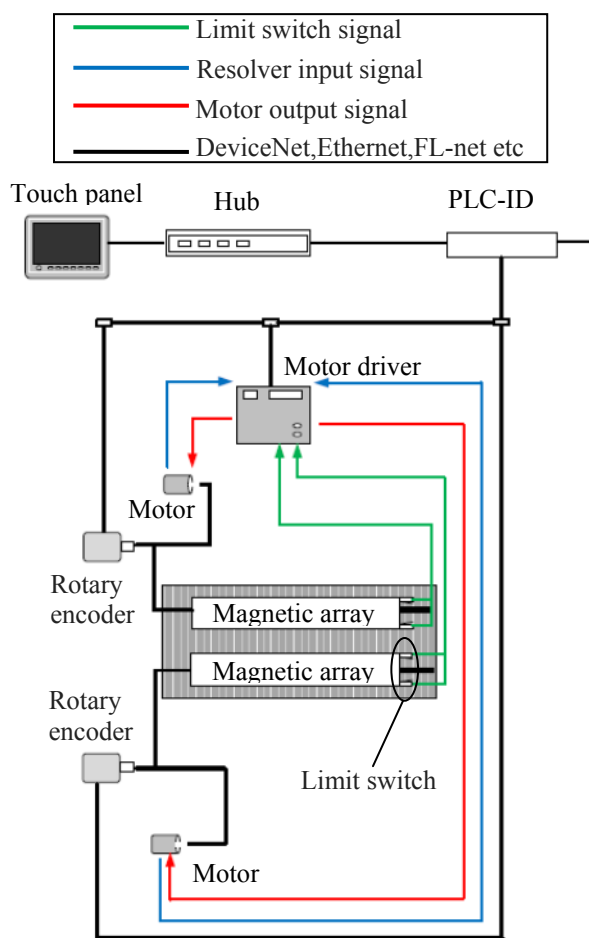 Limit switch signal
Resolver input signal
Motor output signal
DeviceNet,Ethernet,FL-net etc
Touch panel
Hub
PLC-ID
Motor driver
Motor
Rotary
encoder
Magnetic array
Magnetic array
Rotary
encoder
Limit switch
Motor